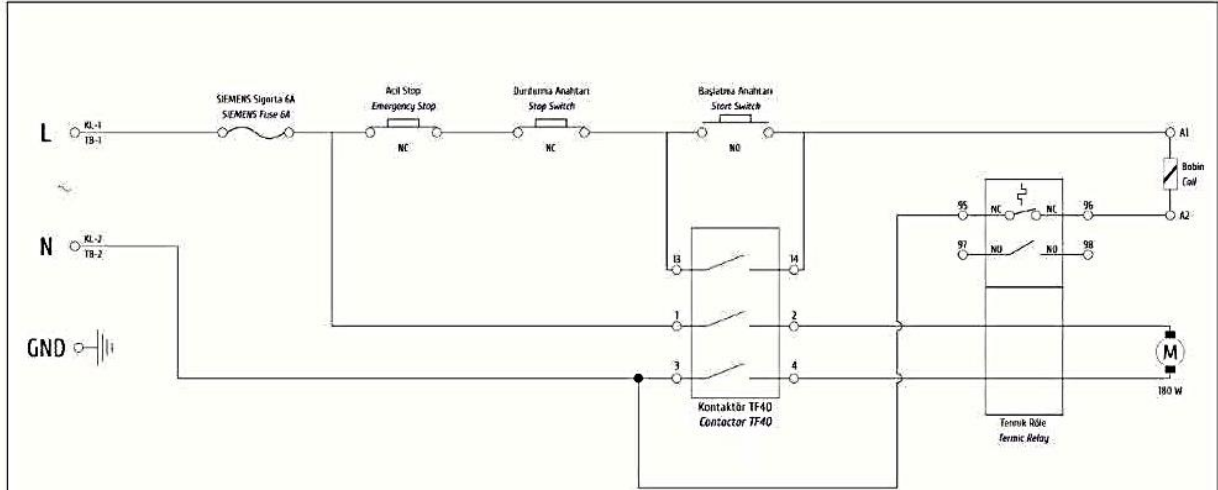 SIEMENS Sigorta 6A
SIEMENS Fuse 6A
Acil Stop
Emergency Stop
Durdurma Anahtarı
Stop Switch
Başlatma Anahtarı
Start Switch
L
KL-1
TB-1
NC
NC
NO
A1
Bobin
Coil
A2
~
N
KL-2
TB-2
95
NC
NC
96
97
NO
NO
98
13
14
1
2
3
4
GND
M
180 W
Kontaktör TF40
Contactor TF40
Termik Röle
Termic Relay